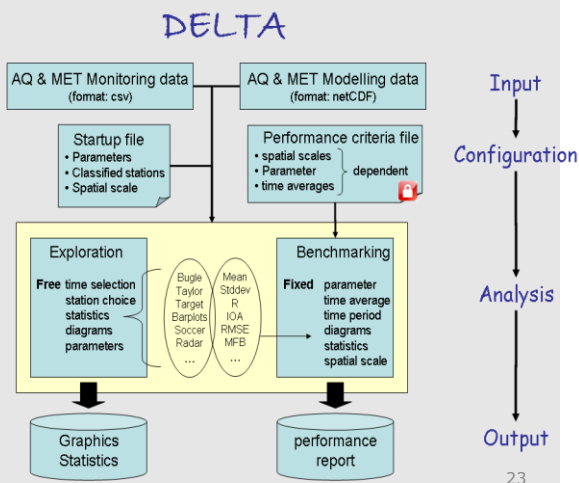 DELTA
AQ & MET Monitoring data
(format: csv)
AQ & MET Modelling data
(format: netCDF)
Input
Startup file
• Parameters
• Classified stations
• Spatial scale
Performance criteria file
• spatial scales
• Parameter
• time averages
dependent
Configuration
Exploration
Free time selection
station choice
statistics
diagrams
parameters
Bugle
Taylor
Target
Barplots
Soccer
Radar
...
Mean
Stddev
R
IOA
RMSE
MFB
...
Benchmarking
Fixed parameter
time average
time period
diagrams
statistics
spatial scale
Analysis
Graphics
Statistics
performance
report
Output
23